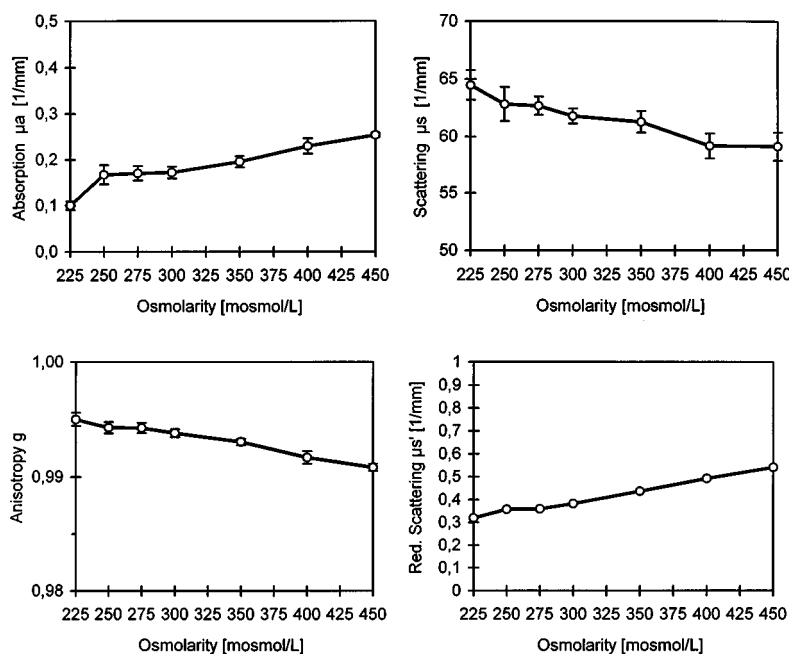 0,5
0,4
0,3
0,2
0,1
0,0
Absorption µa [1/mm]
225 250 275 300 325 350 375 400 425 450
Osmolarity [mosmol/L]
70
65
60
55
50
Scattering µs [1/mm]
225 250 275 300 325 350 375 400 425 450
Osmolarity [mosmol/L]
1,00
0,99
0,98
Anisotropy g
225 250 275 300 325 350 375 400 425 450
Osmolarity [mosmol/L]
1
0,9
0,8
0,7
0,6
0,5
0,4
0,3
0,2
0,1
0
Red. Scattering µs' [1/mm]
225 250 275 300 325 350 375 400 425 450
Osmolarity [mosmol/L]